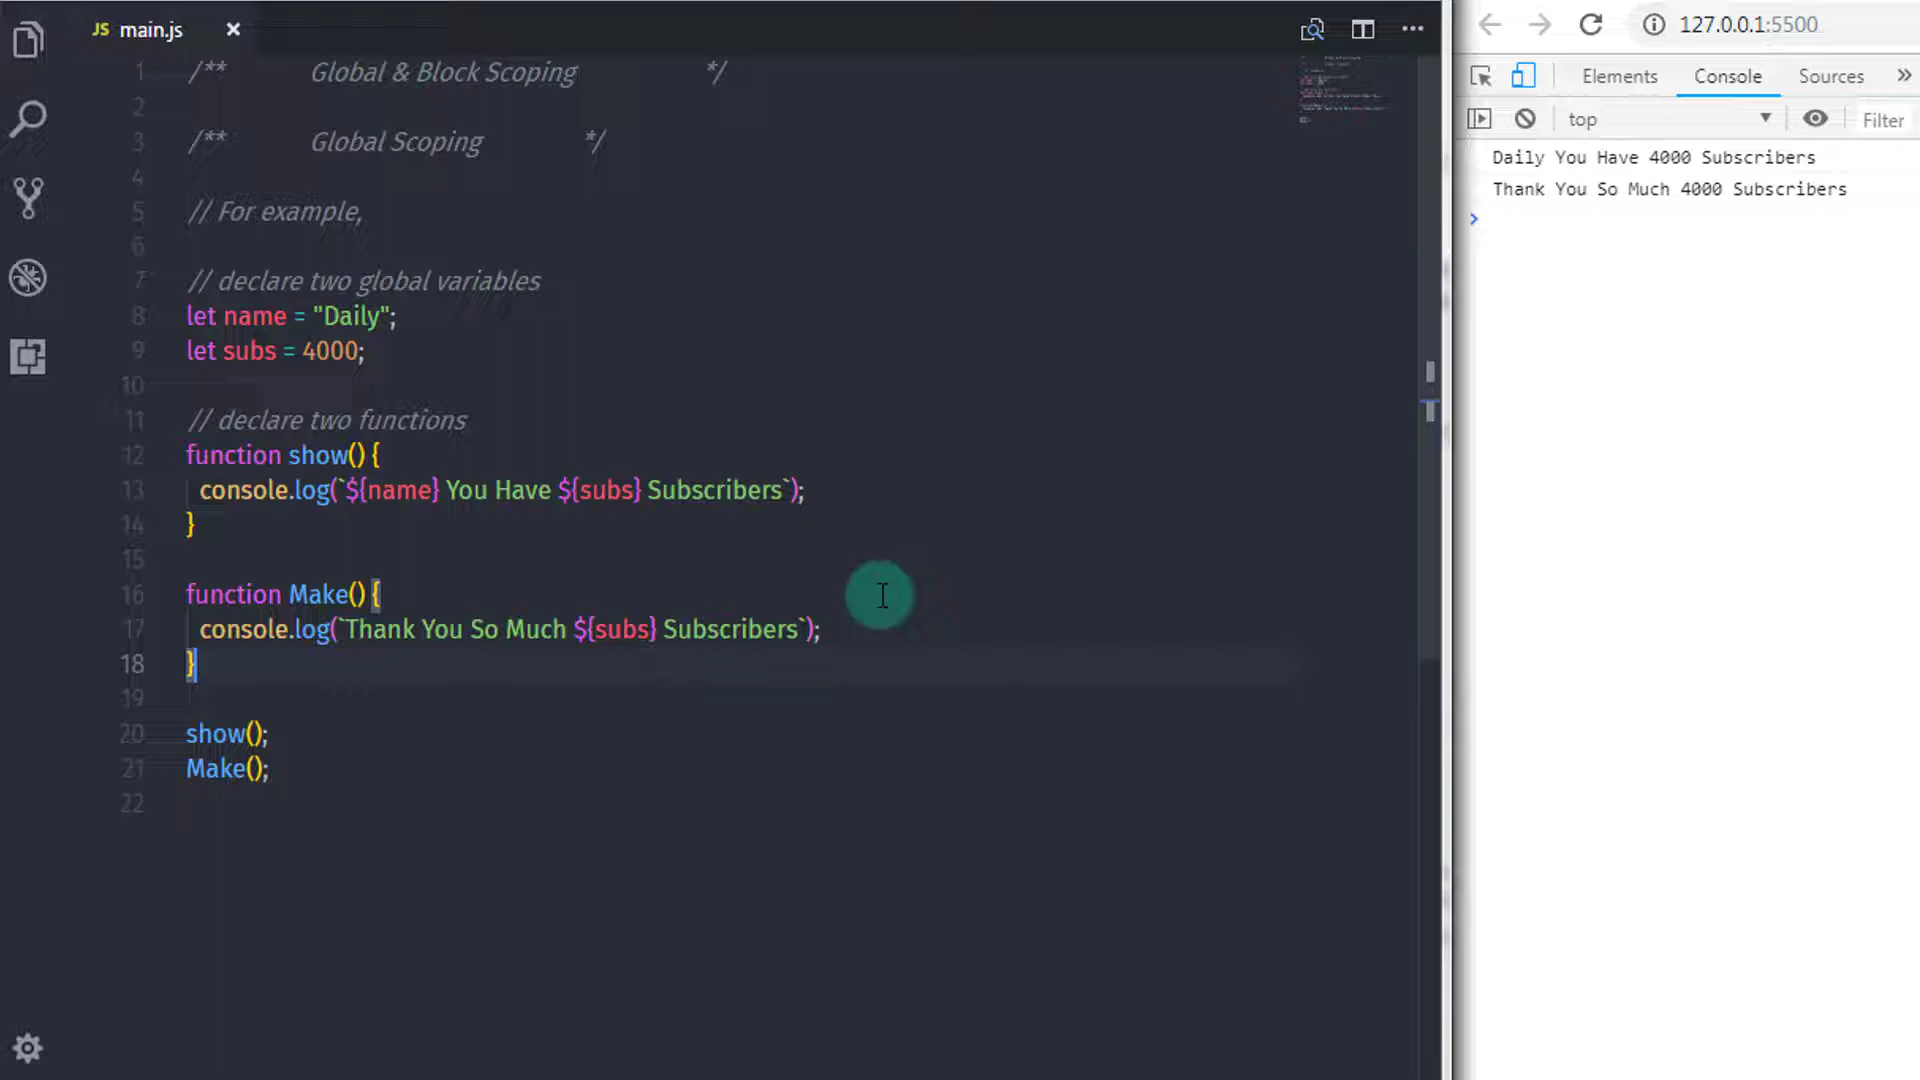 JS main.js
1 /** Global & Block Scoping */
2
3 /** Global Scoping */
4
5 // For example,
6
7 // declare two global variables
8 let name = "Daily";
9 let subs = 4000;
10
11 // declare two functions
12 function show() {
13 console.log(`${name} You Have ${subs} Subscribers`);
14 }
15
16 function Make() {
17 console.log(`Thank You So Much ${subs} Subscribers`);
18 }
19
20 show();
21 Make();
22
127.0.0.1:5500
Elements Console Sources »
top Filter
Daily You Have 4000 Subscribers
Thank You So Much 4000 Subscribers
>